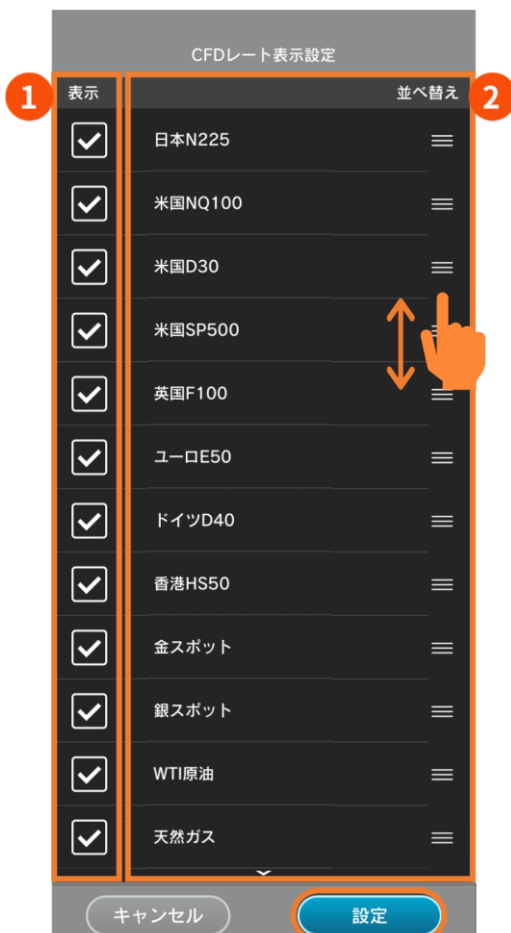 CFDレート表示設定
1 表示 並べ替え 2
日本N225
米国NQ100
米国D30
米国SP500
英国F100
ユーロE50
ドイツD40
香港HS50
金スポット
銀スポット
WTI原油
天然ガス
キャンセル 設定